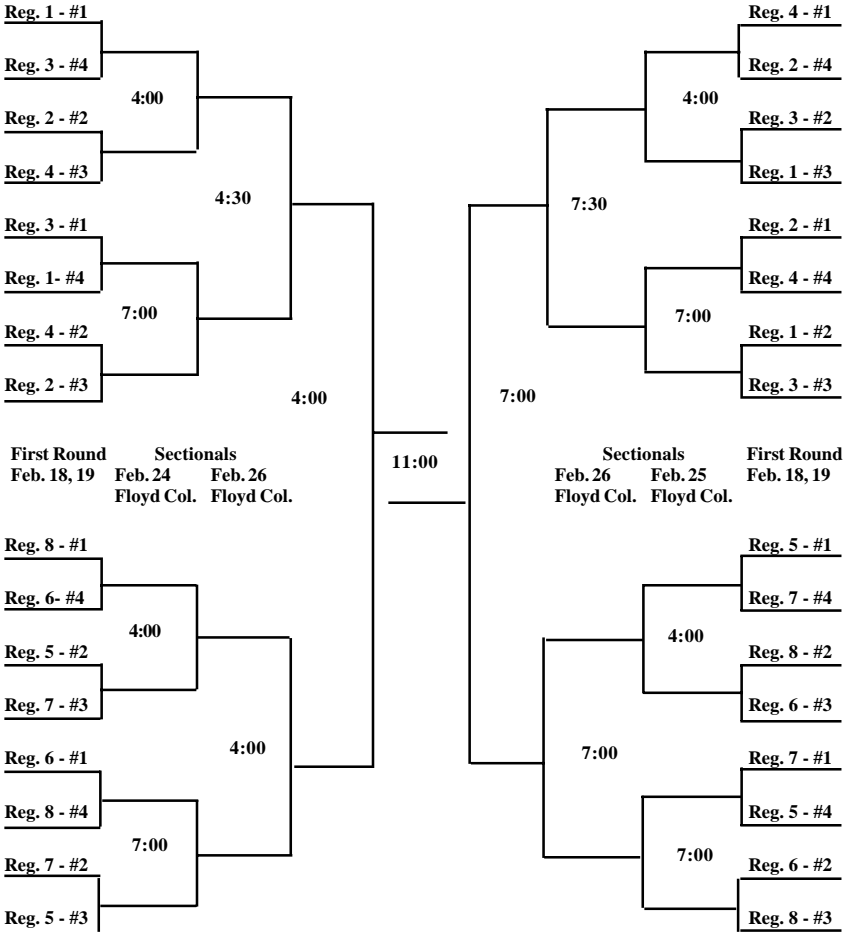 Reg. 1 - #1
Reg. 3 - #4
4:00
Reg. 2 - #2
Reg. 4 - #3
4:30
Reg. 3 - #1
Reg. 1- #4
7:00
Reg. 4 - #2
Reg. 2 - #3
4:00
First Round Sectionals
Feb. 18, 19 Feb. 24 Feb. 26
Floyd Col. Floyd Col.
Reg. 8 - #1
Reg. 6- #4
4:00
Reg. 5 - #2
Reg. 7 - #3
4:00
Reg. 6 - #1
Reg. 8 - #4
7:00
Reg. 7 - #2
Reg. 5 - #3
11:00
Reg. 4 - #1
Reg. 2 - #4
4:00
Reg. 3 - #2
Reg. 1 - #3
7:30
Reg. 2 - #1
Reg. 4 - #4
7:00
Reg. 1 - #2
Reg. 3 - #3
7:00
Sectionals First Round
Feb. 26 Feb. 25 Feb. 18, 19
Floyd Col. Floyd Col.
Reg. 5 - #1
Reg. 7 - #4
4:00
Reg. 8 - #2
Reg. 6 - #3
7:00
Reg. 7 - #1
Reg. 5 - #4
7:00
Reg. 6 - #2
Reg. 8 - #3